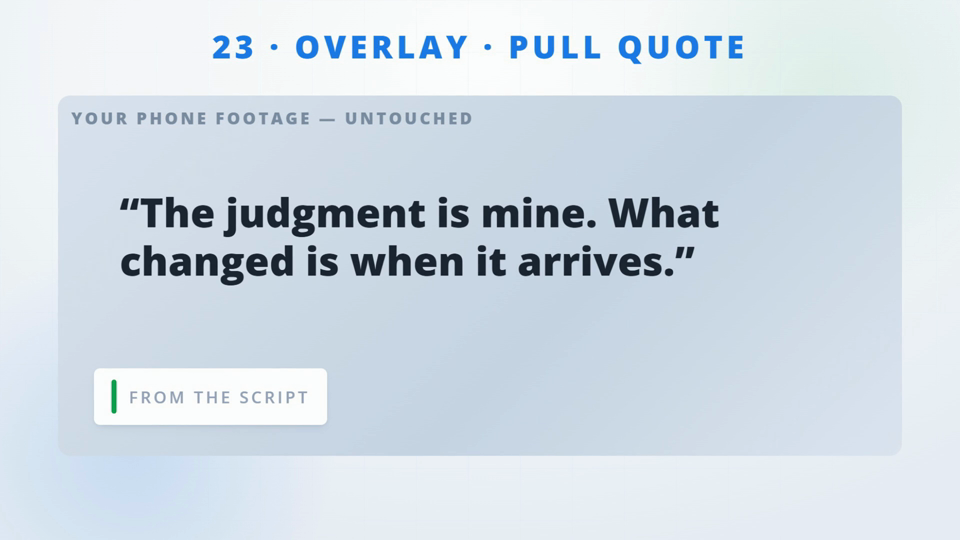 23 · OVERLAY · PULL QUOTE
YOUR PHONE FOOTAGE — UNTOUCHED
“The judgment is mine. What
changed is when it arrives.”
FROM THE SCRIPT